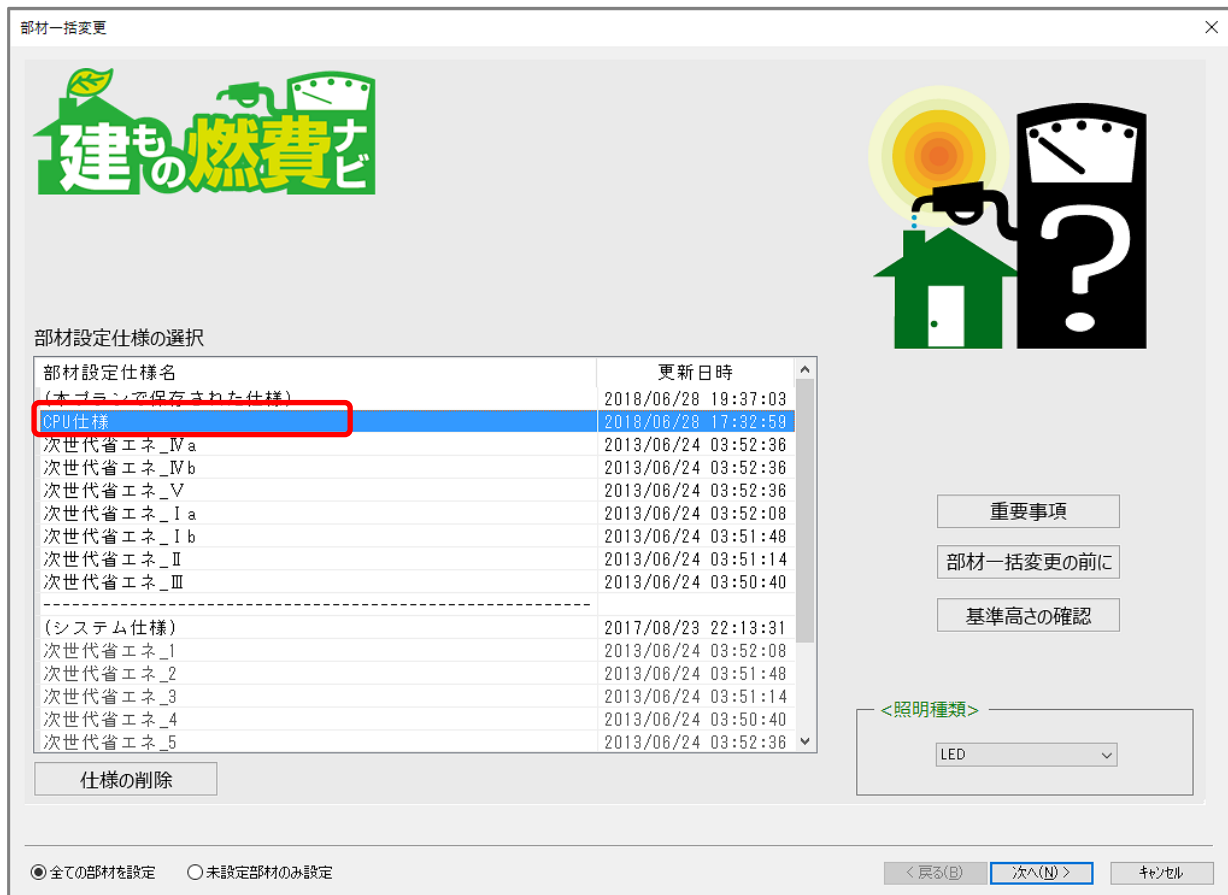 部材一括変更
建もの燃費ナビ
?
部材設定仕様の選択
部材設定仕様名 更新日時
(本プランで保存された仕様) 2018/06/28 19:37:03
CPU仕様 2018/06/28 17:32:59
次世代省エネ_Ⅳa 2013/06/24 03:52:36
次世代省エネ_Ⅳb 2013/06/24 03:52:36
次世代省エネ_Ⅴ 2013/06/24 03:52:36
次世代省エネ_Ⅰa 2013/06/24 03:52:08
次世代省エネ_Ⅰb 2013/06/24 03:51:48
次世代省エネ_Ⅱ 2013/06/24 03:51:14
次世代省エネ_Ⅲ 2013/06/24 03:50:40
---------------------------------------------------------
(システム仕様) 2017/08/23 22:13:31
次世代省エネ_1 2013/06/24 03:52:08
次世代省エネ_2 2013/06/24 03:51:48
次世代省エネ_3 2013/06/24 03:51:14
次世代省エネ_4 2013/06/24 03:50:40
次世代省エネ_5 2013/06/24 03:52:36
仕様の削除
重要事項
部材一括変更の前に
基準高さの確認
<照明種類>
LED
全ての部材を設定 未設定部材のみ設定 < 戻る(B) 次へ(N) > キャンセル